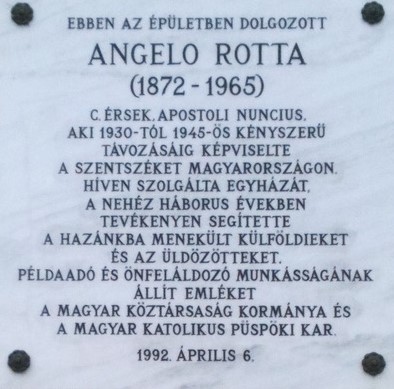 EBBEN AZ ÉPÜLETBEN DOLGOZOTT
ANGELO ROTTA
(1872 - 1965)
C. ÉRSEK, APOSTOLI NUNCIUS,
AKI 1930-TÓL 1945-ÖS KÉNYSZERŰ
TÁVOZÁSÁIG KÉPVISELTE
A SZENTSZÉKET MAGYARORSZÁGON.
HÍVEN SZOLGÁLTA EGYHÁZÁT,
A NEHÉZ HÁBORUS ÉVEKBEN
TEVÉKENYEN SEGÍTETTE
A HAZÁNKBA MENEKÜLT KÜLFÖLDIEKET
ÉS AZ ÜLDÖZÖTTEKET.
PÉLDAADÓ ÉS ÖNFELÁLDOZÓ MUNKÁSSÁGÁNAK
ÁLLÍT EMLÉKET
A MAGYAR KÖZTÁRSASÁG KORMÁNYA ÉS
A MAGYAR KATOLIKUS PÜSPÖKI KAR.
1992. ÁPRILIS 6.